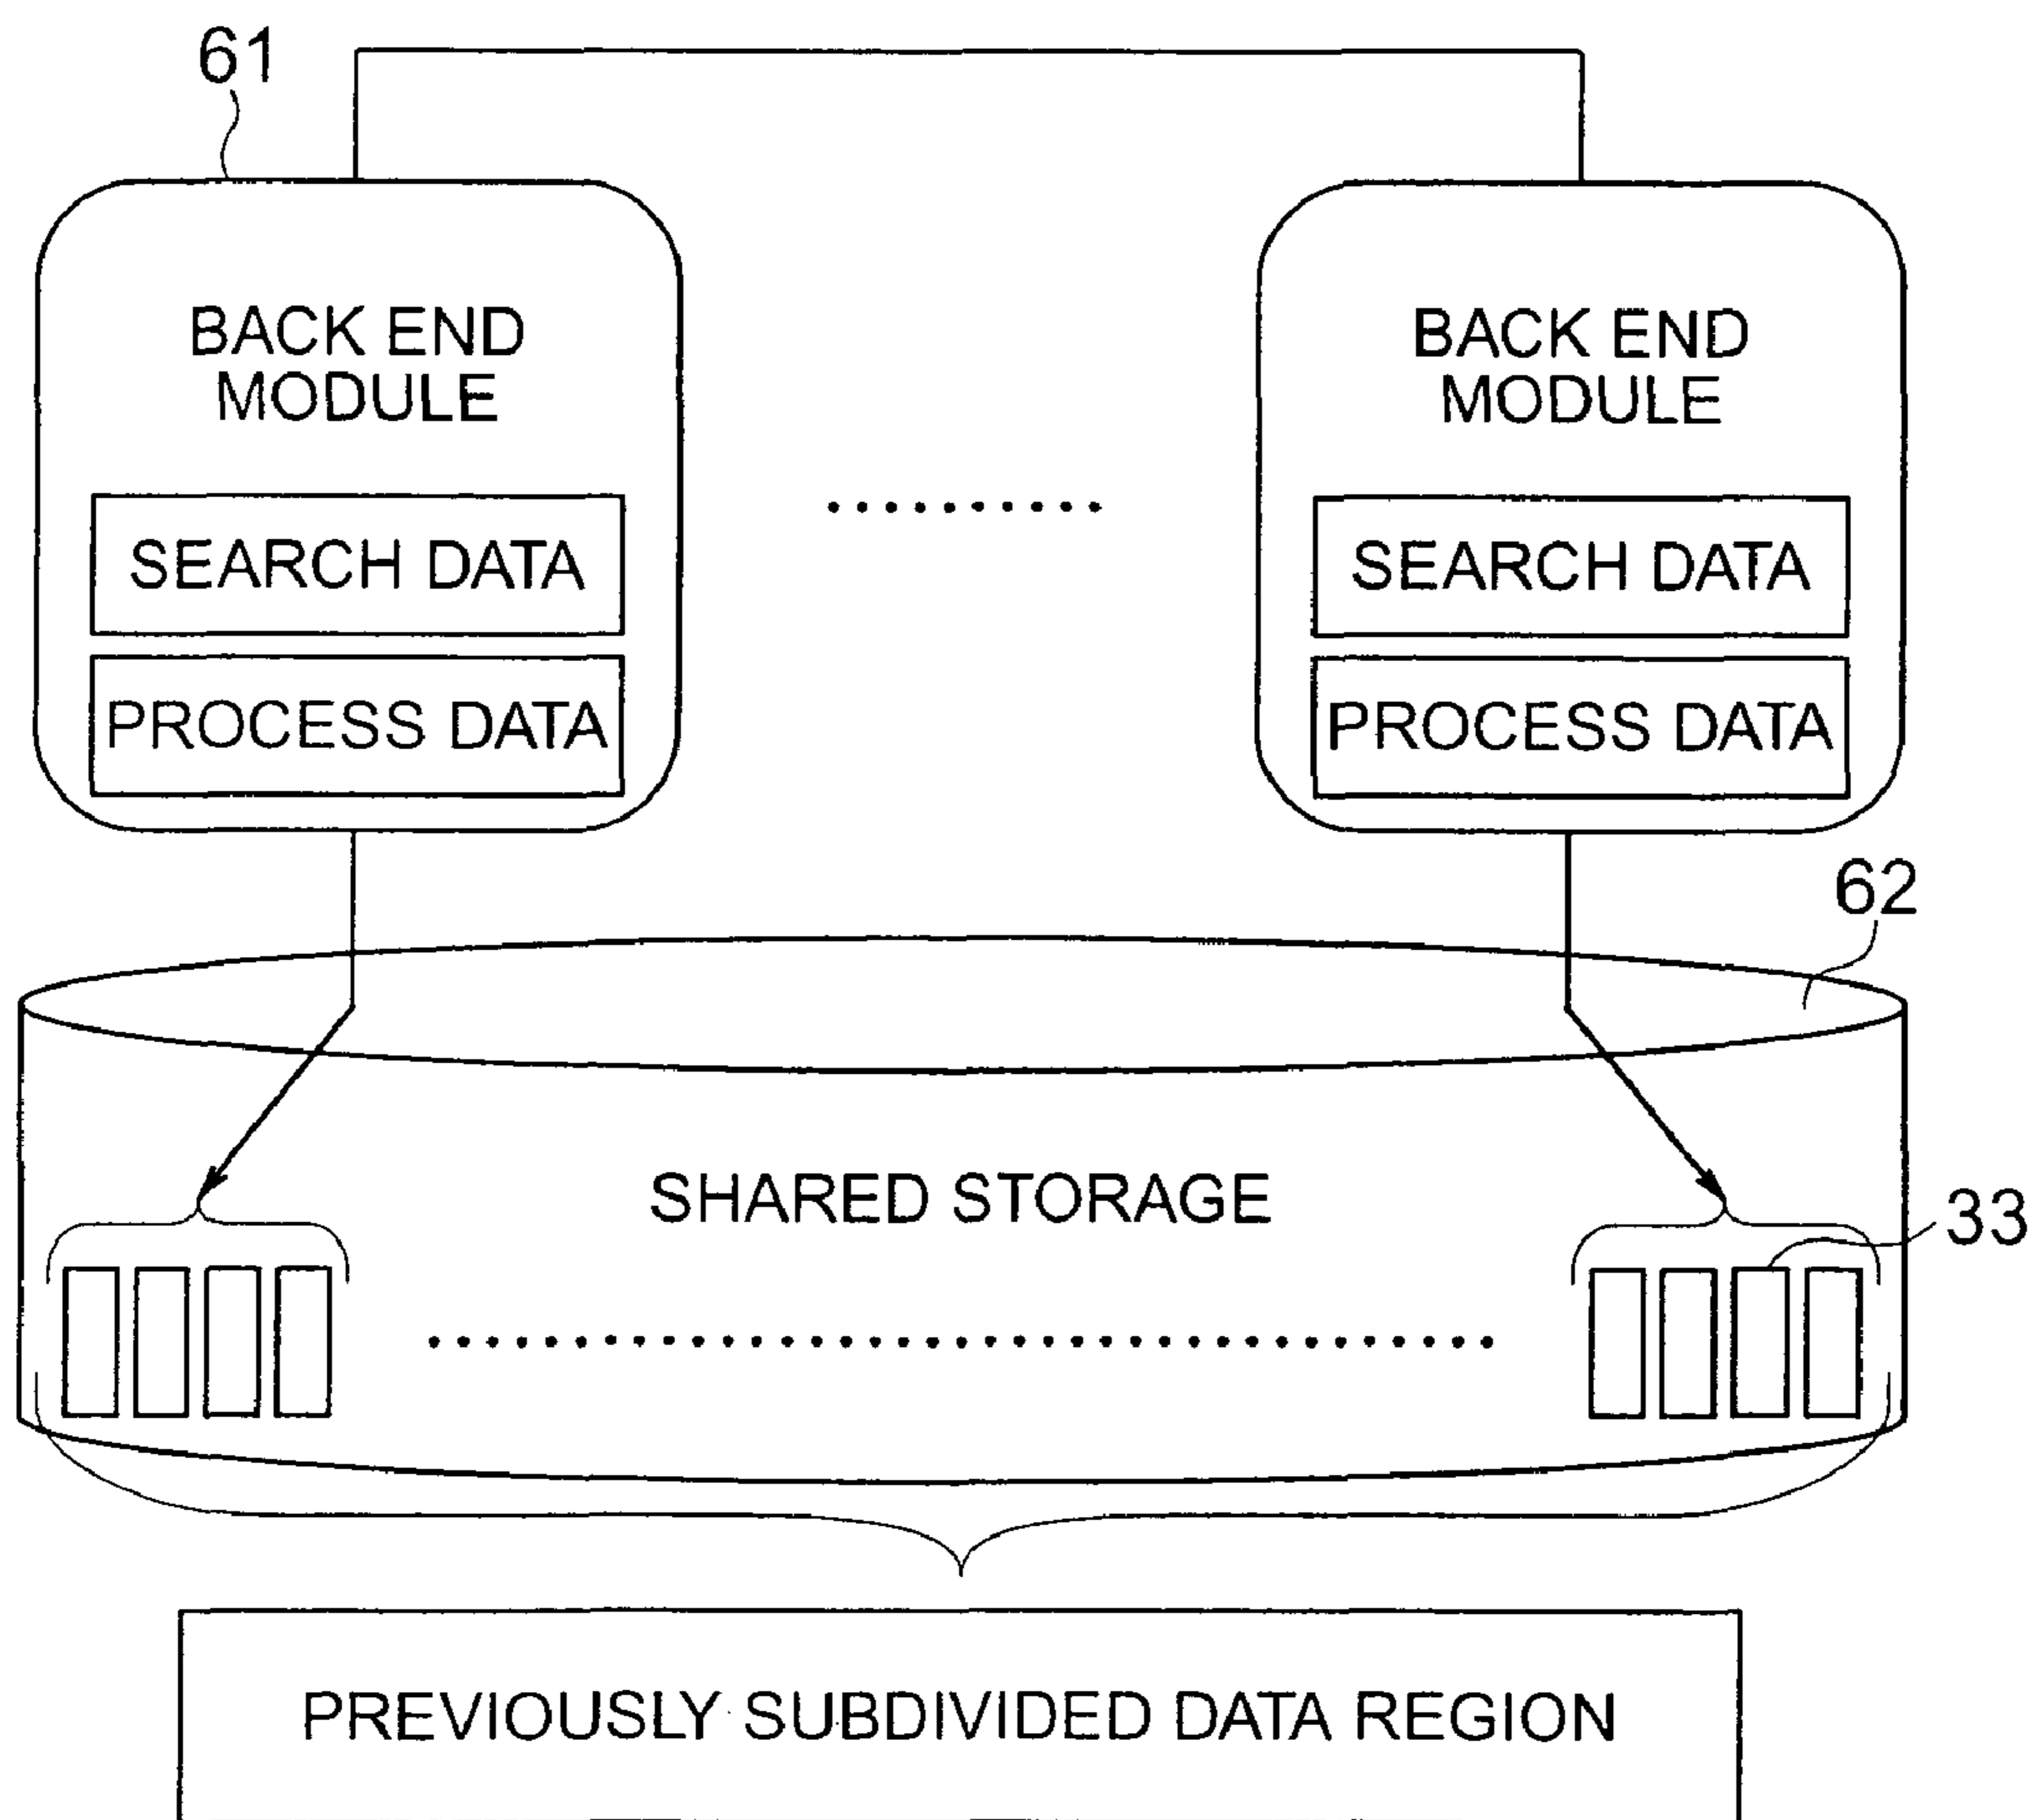 61
BACK END
MODULE
SEARCH DATA
PROCESS DATA
BACK END
MODULE
SEARCH DATA
PROCESS DATA
62
SHARED STORAGE
33
PREVIOUSLY SUBDIVIDED DATA REGION